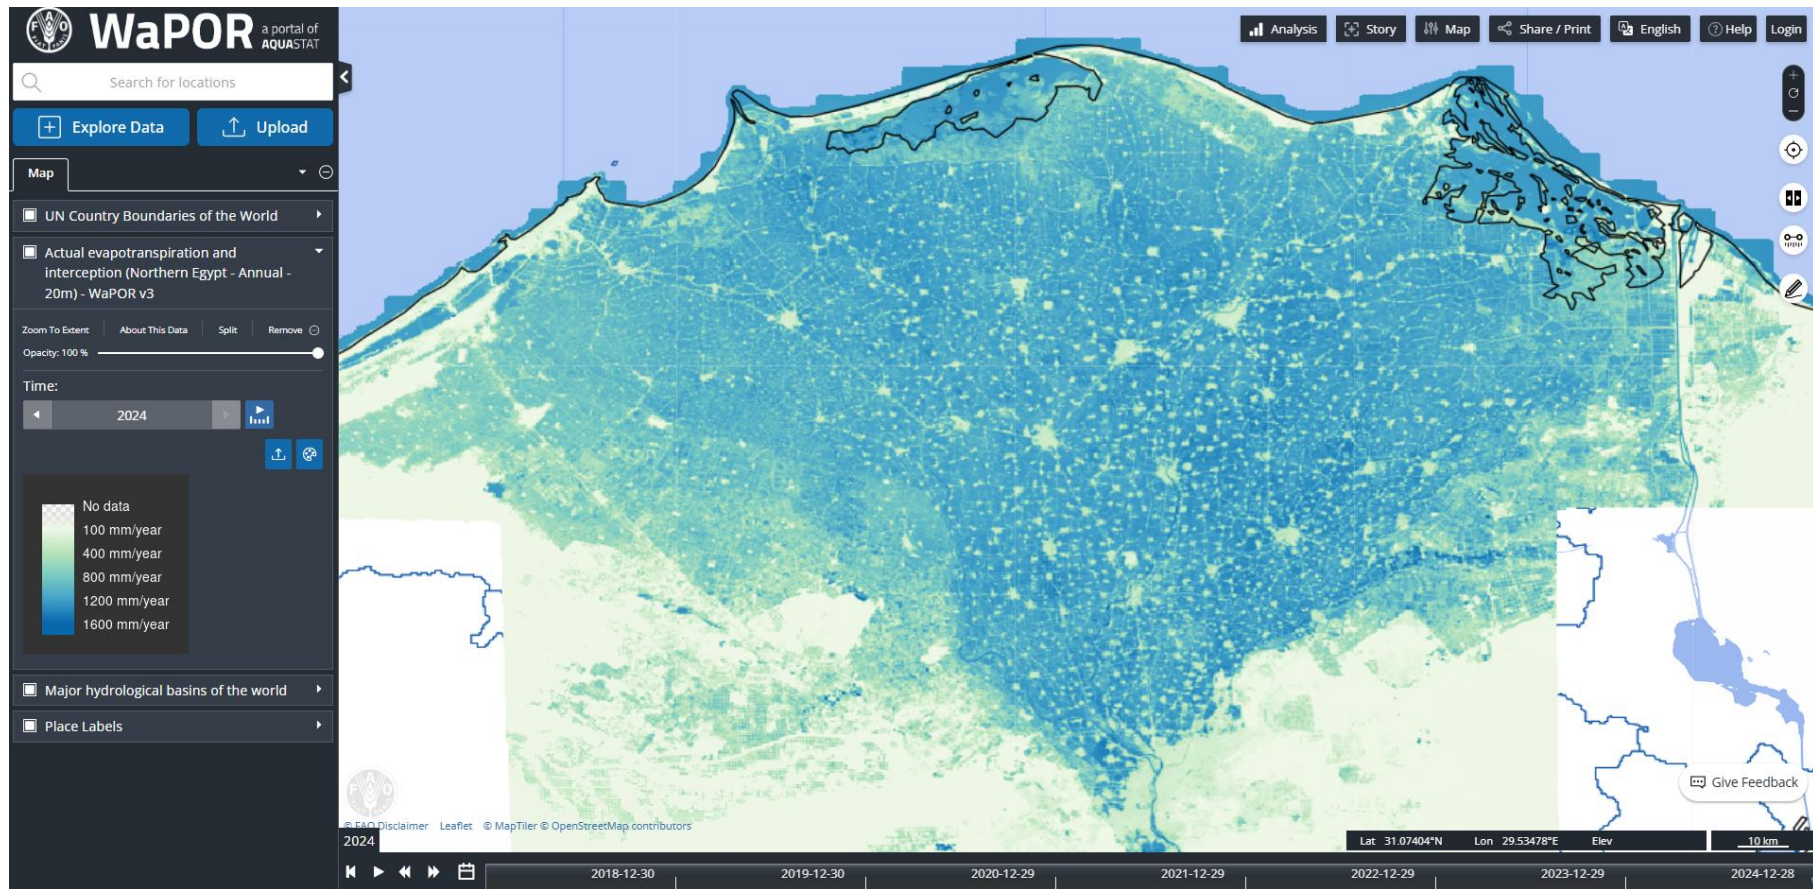 WaPOR
a portal of
AQUASTAT
Search for locations
Explore Data
Upload
Map
UN Country Boundaries of the World
Actual evapotranspiration and
interception (Northern Egypt - Annual -
20m) - WaPOR v3
Zoom To Extent
About This Data
Split
Remove
Opacity: 100 %
Time:
2024
No data
100 mm/year
400 mm/year
800 mm/year
1200 mm/year
1600 mm/year
Major hydrological basins of the world
Place Labels
Analysis
Story
Map
Share / Print
English
Help
Login
Give Feedback
© FAO Disclaimer Leaflet © MapTiler © OpenStreetMap contributors
2024
Lat 31.07404°N Lon 29.53478°E Elev
10 km
2018-12-30
2019-12-30
2020-12-29
2021-12-29
2022-12-29
2023-12-29
2024-12-28